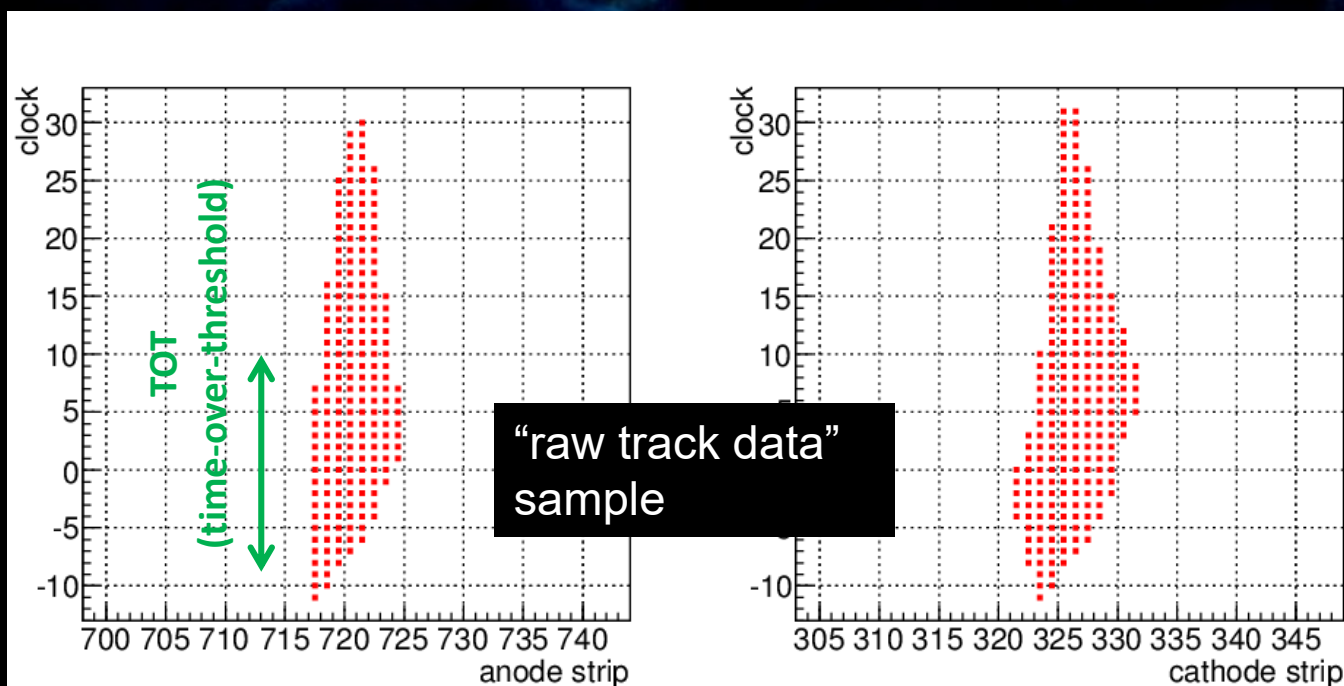 clock
30
25
20
15
10
5
0
-5
-10
700 705 710 715 720 725 730 735 740
anode strip
TOT
(time-over-threshold)
“raw track data”
sample
clock
30
25
20
15
10
-10
305 310 315 320 325 330 335 340 345
cathode strip